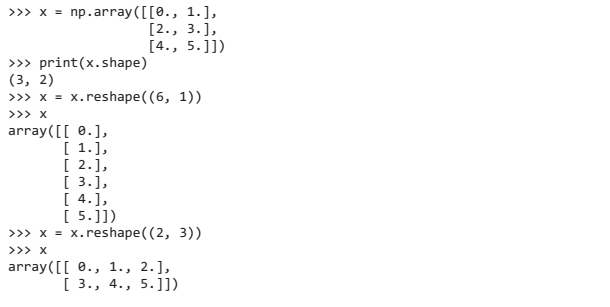 >>> x = np.array([[0., 1.],
                  [2., 3.],
                  [4., 5.]])
>>> print(x.shape)
(3, 2)
>>> x = x.reshape((6, 1))
>>> x
array([[ 0.],
       [ 1.],
       [ 2.],
       [ 3.],
       [ 4.],
       [ 5.]])
>>> x = x.reshape((2, 3))
>>> x
array([[ 0., 1., 2.],
       [ 3., 4., 5.]])